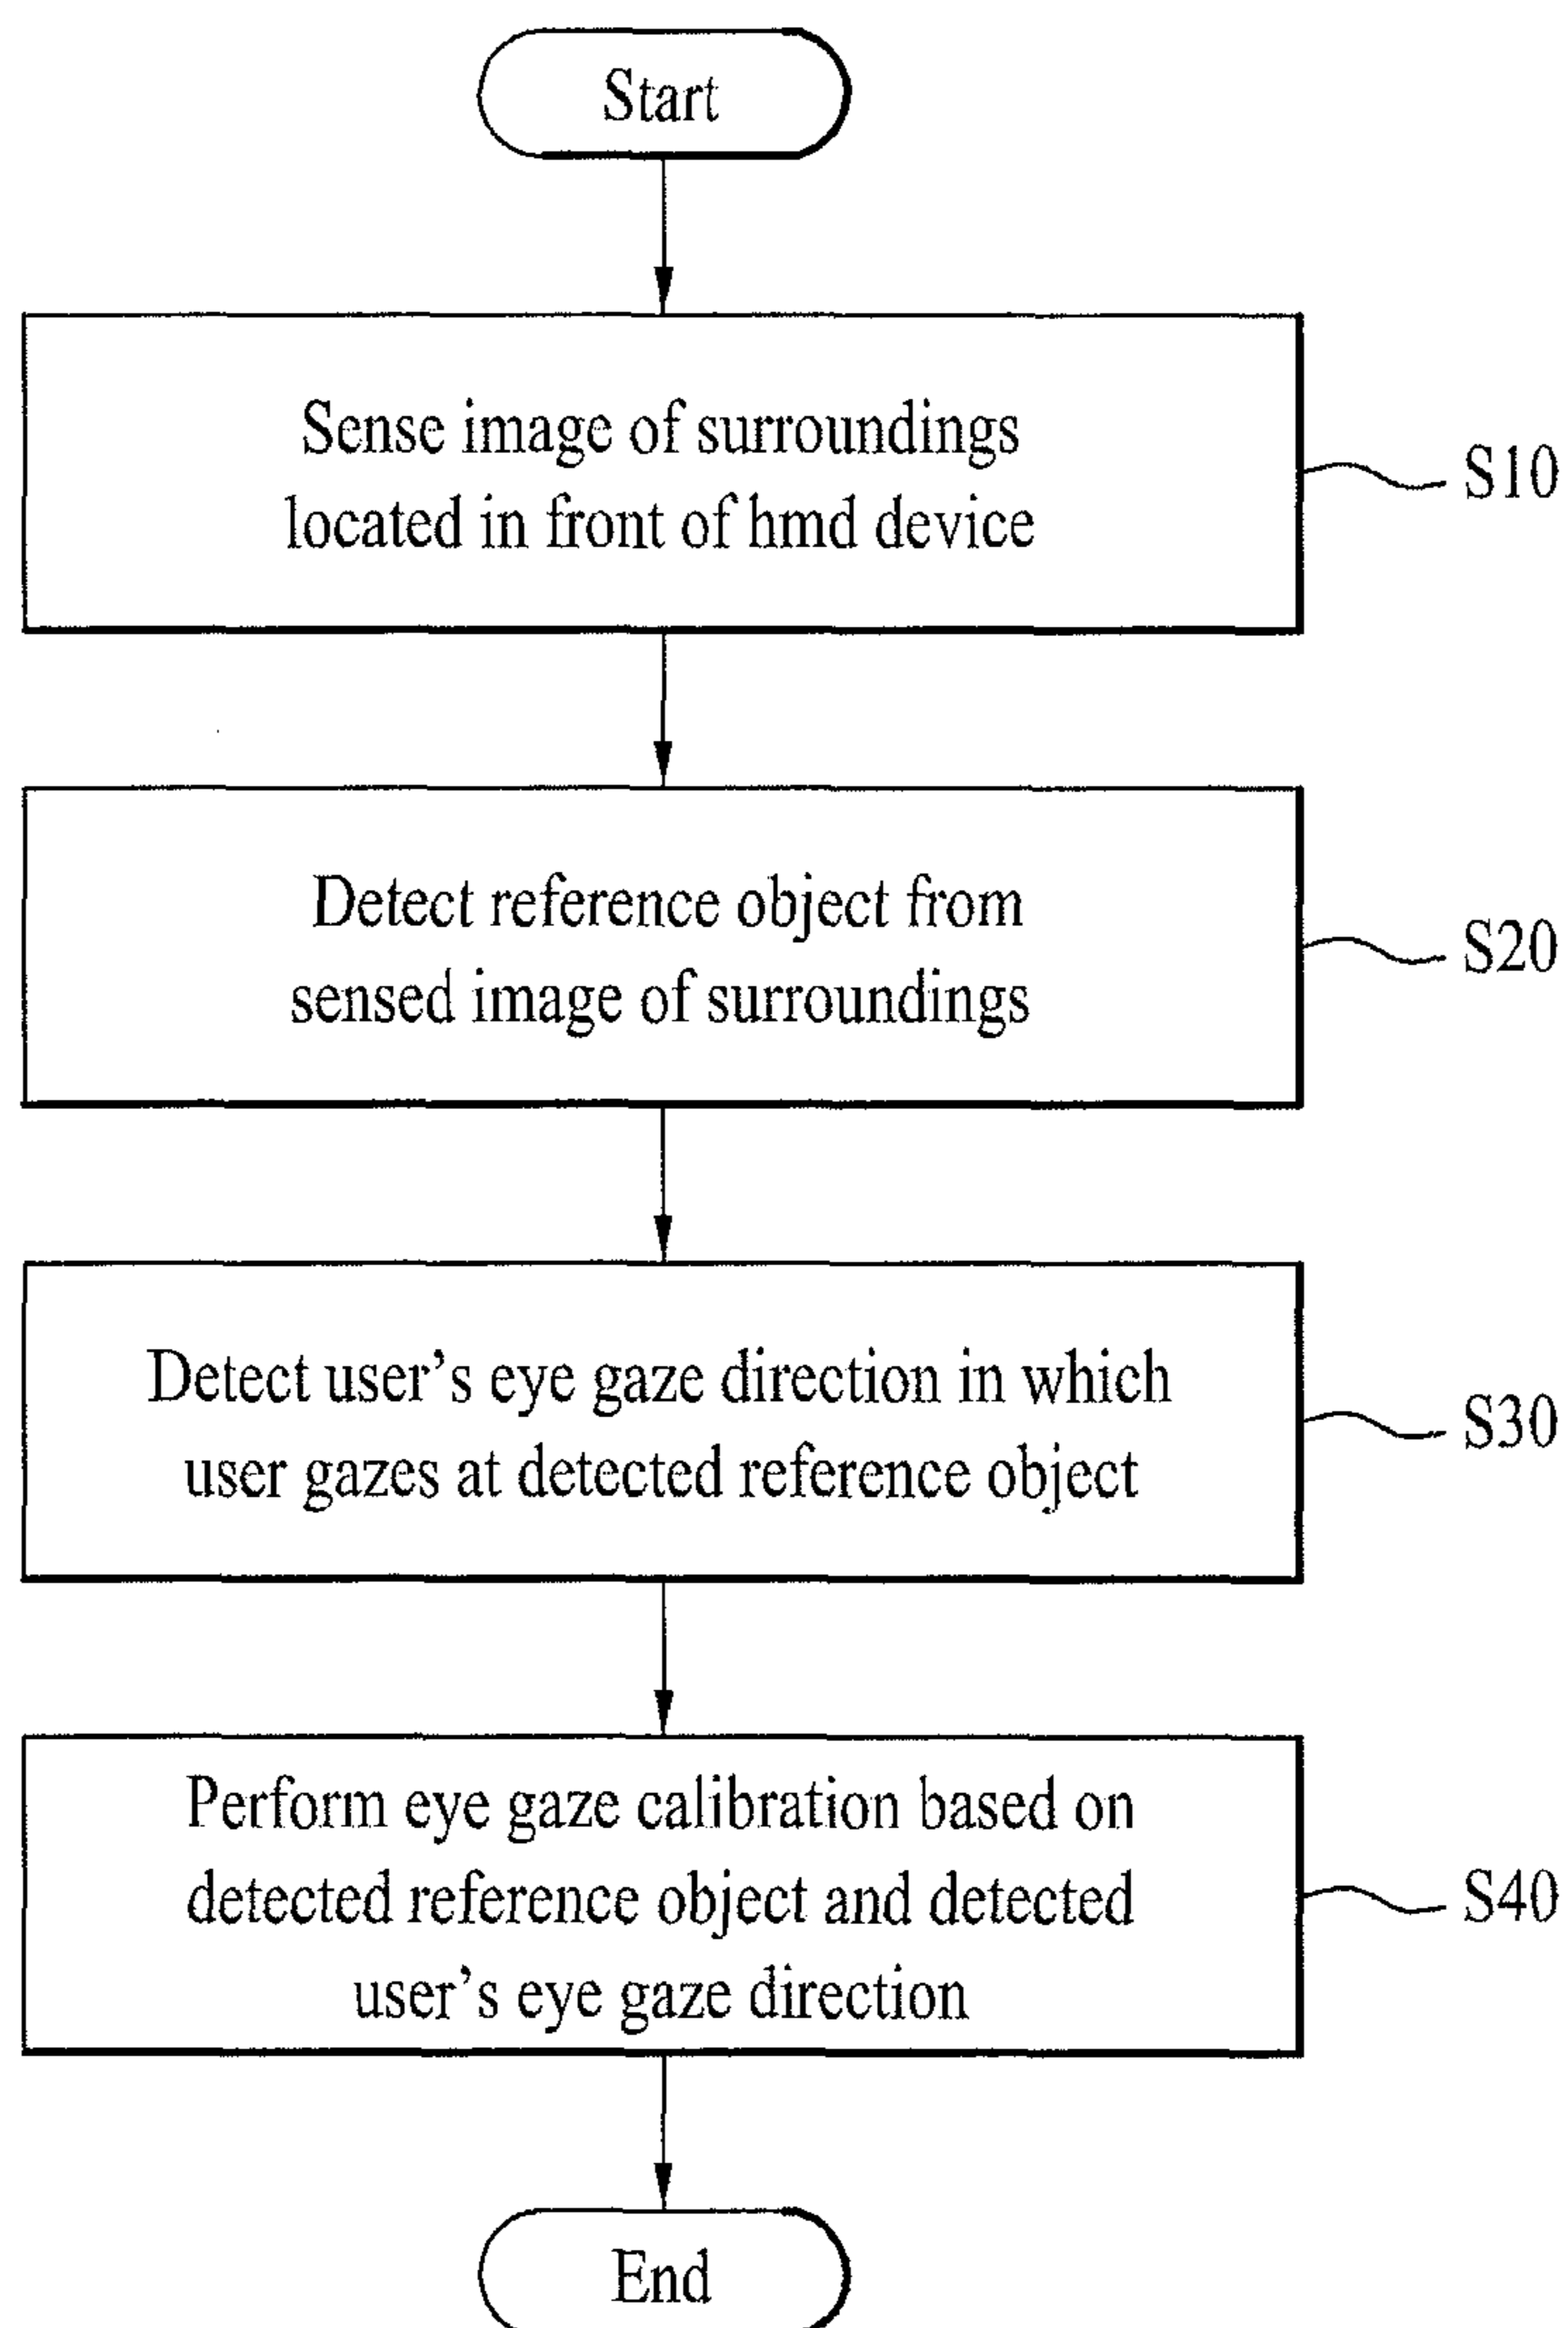 Start
Sense image of surroundings
located in front of hmd device
S10
Detect reference object from
sensed image of surroundings
S20
Detect user’s eye gaze direction in which
user gazes at detected reference object
S30
Perform eye gaze calibration based on
detected reference object and detected
user’s eye gaze direction
S40
End